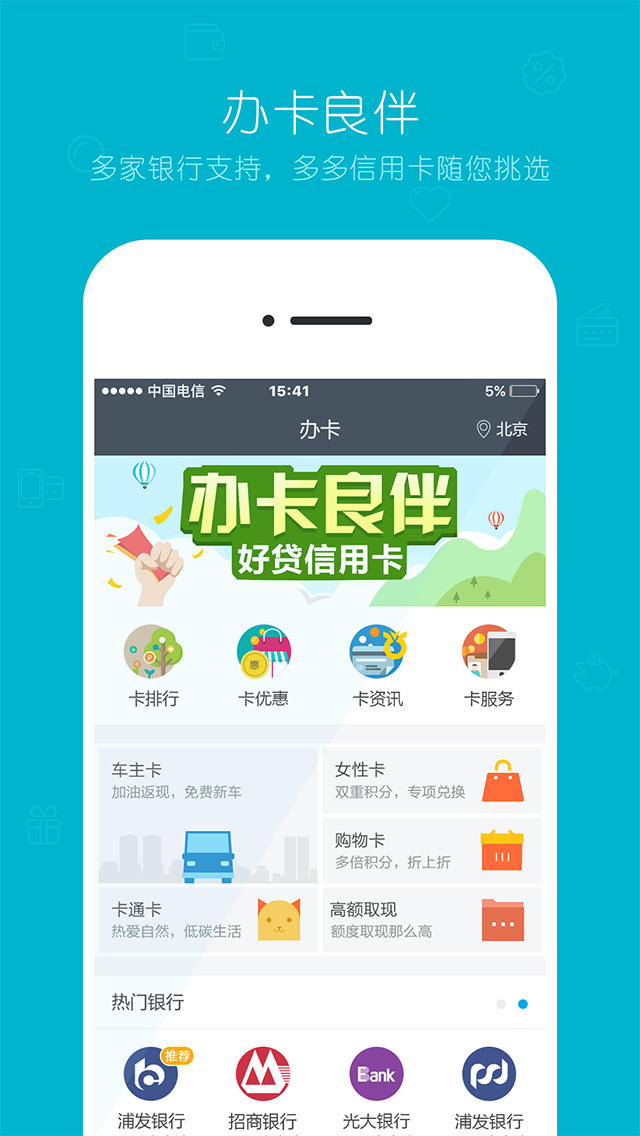 办卡良伴
多家银行支持，多多信用卡随您挑选
中国电信 15:41 5%
办卡 北京
办卡良伴
好贷信用卡
惠
卡排行 卡优惠 卡资讯 卡服务
车主卡
加油返现，免费新车
女性卡
双重积分，专项兑换
购物卡
多倍积分，折上折
卡通卡
热爱自然，低碳生活
高额取现
额度取现那么高
热门银行
推荐
Bank
浦发银行 招商银行 光大银行 浦发银行